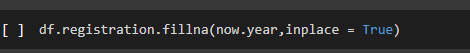 [ ] df.registration.fillna(now.year,inplace = True)